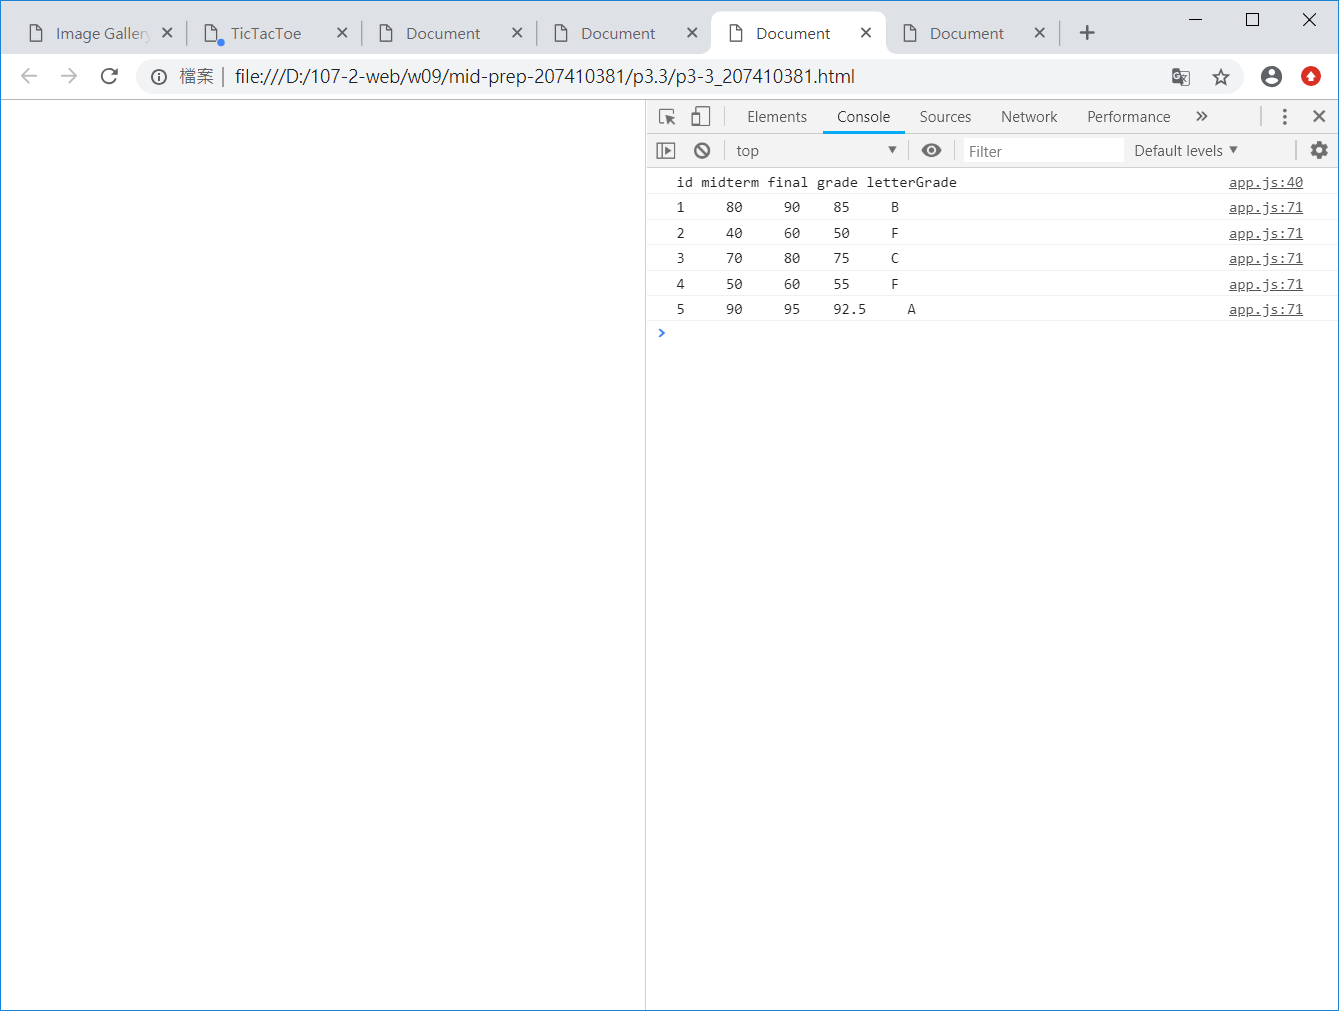 Image Gallery TicTacToe Document Document Document Document
檔案 file:///D:/107-2-web/w09/mid-prep-207410381/p3.3/p3-3_207410381.html
Elements Console Sources Network Performance
top Filter Default levels
id midterm final grade letterGrade app.js:40
1 80 90 85 B app.js:71
2 40 60 50 F app.js:71
3 70 80 75 C app.js:71
4 50 60 55 F app.js:71
5 90 95 92.5 A app.js:71